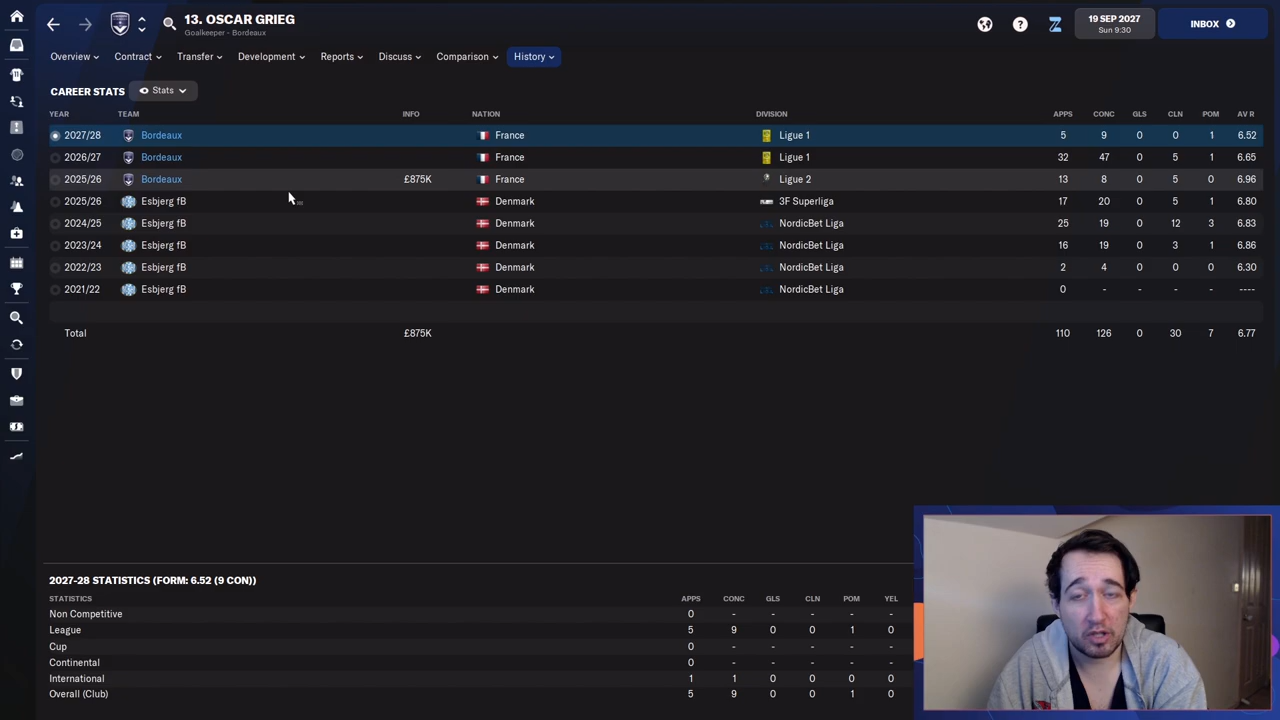 13. OSCAR GRIEG
Goalkeeper - Bordeaux
19 SEP 2027
Sun 9:30
INBOX
Overview Contract Transfer Development Reports Discuss Comparison History
CAREER STATS Stats
YEAR TEAM INFO NATION DIVISION APPS CONC GLS CLN POM AV R
2027/28 Bordeaux France Ligue 1 5 9 0 0 1 6.52
2026/27 Bordeaux France Ligue 1 32 47 0 5 1 6.65
2025/26 Bordeaux £875K France Ligue 2 13 8 0 5 0 6.96
2025/26 Esbjerg fB Denmark 3F Superliga 17 20 0 5 1 6.80
2024/25 Esbjerg fB Denmark NordicBet Liga 25 19 0 12 3 6.83
2023/24 Esbjerg fB Denmark NordicBet Liga 16 19 0 3 1 6.86
2022/23 Esbjerg fB Denmark NordicBet Liga 2 4 0 0 0 6.30
2021/22 Esbjerg fB Denmark NordicBet Liga 0 - - - - ----
Total £875K 110 126 0 30 7 6.77
2027-28 STATISTICS (FORM: 6.52 (9 CON))
STATISTICS APPS CONC GLS CLN POM YEL
Non Competitive 0 - - - - -
League 5 9 0 0 1 0
Cup 0 - - - - -
Continental 0 - - - - -
International 1 1 0 0 0 0
Overall (Club) 5 9 0 0 1 0